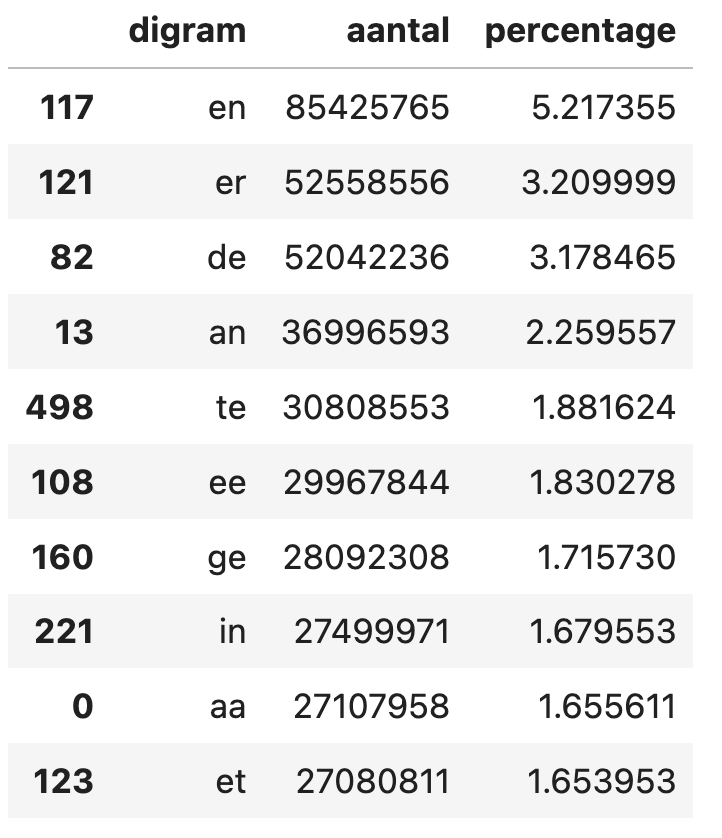 digram aantal percentage
117 en 85425765 5.217355
121 er 52558556 3.209999
82 de 52042236 3.178465
13 an 36996593 2.259557
498 te 30808553 1.881624
108 ee 29967844 1.830278
160 ge 28092308 1.715730
221 in 27499971 1.679553
0 aa 27107958 1.655611
123 et 27080811 1.653953